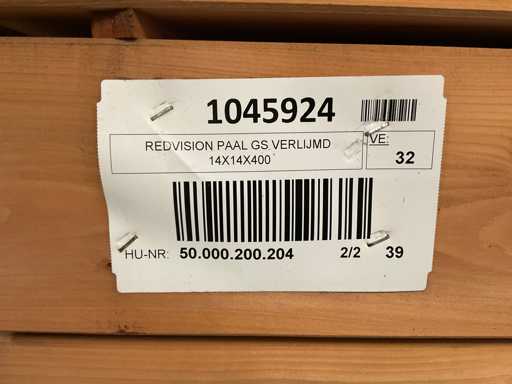 1045924
REDVISION PAAL GS VERLIJMD
14X14X400
VE:
32
HU-NR: 50.000.200.204 2/2 39